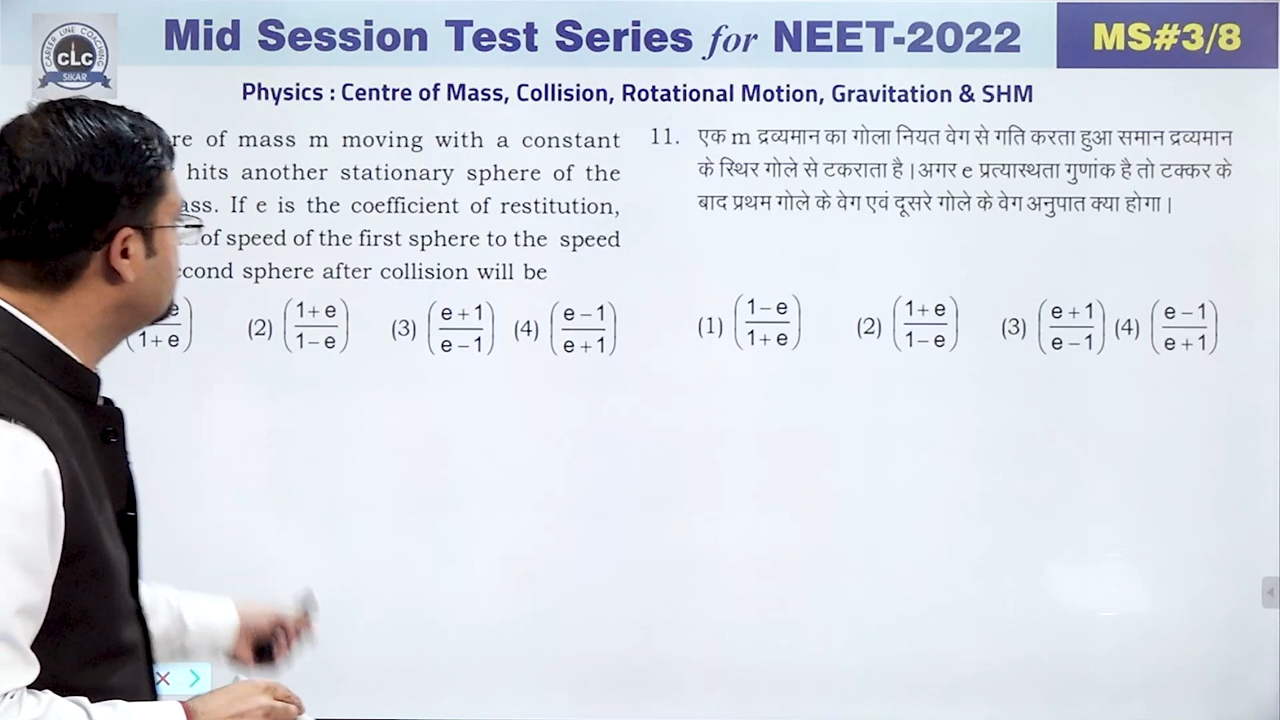 Mid Session Test Series for NEET-2022
MS#3/8
CAREER LINE COACHING
CLC
SIKAR
Physics : Centre of Mass, Collision, Rotational Motion, Gravitation & SHM
of mass m moving with a constant
hits another stationary sphere of the
If e is the coefficient of restitution,
of speed of the first sphere to the speed
sphere after collision will be
1+e
(2) (1+e / 1−e) (3) (e+1 / e−1) (4) (e−1 / e+1)
11. एक m द्रव्यमान का गोला नियत वेग से गति करता हुआ समान द्रव्यमान
के स्थिर गोले से टकराता है। अगर e प्रत्यास्थता गुणांक है तो टक्कर के
बाद प्रथम गोले के वेग एवं दूसरे गोले के वेग अनुपात क्या होगा।
(1) (1−e / 1+e) (2) (1+e / 1−e) (3) (e+1 / e−1) (4) (e−1 / e+1)